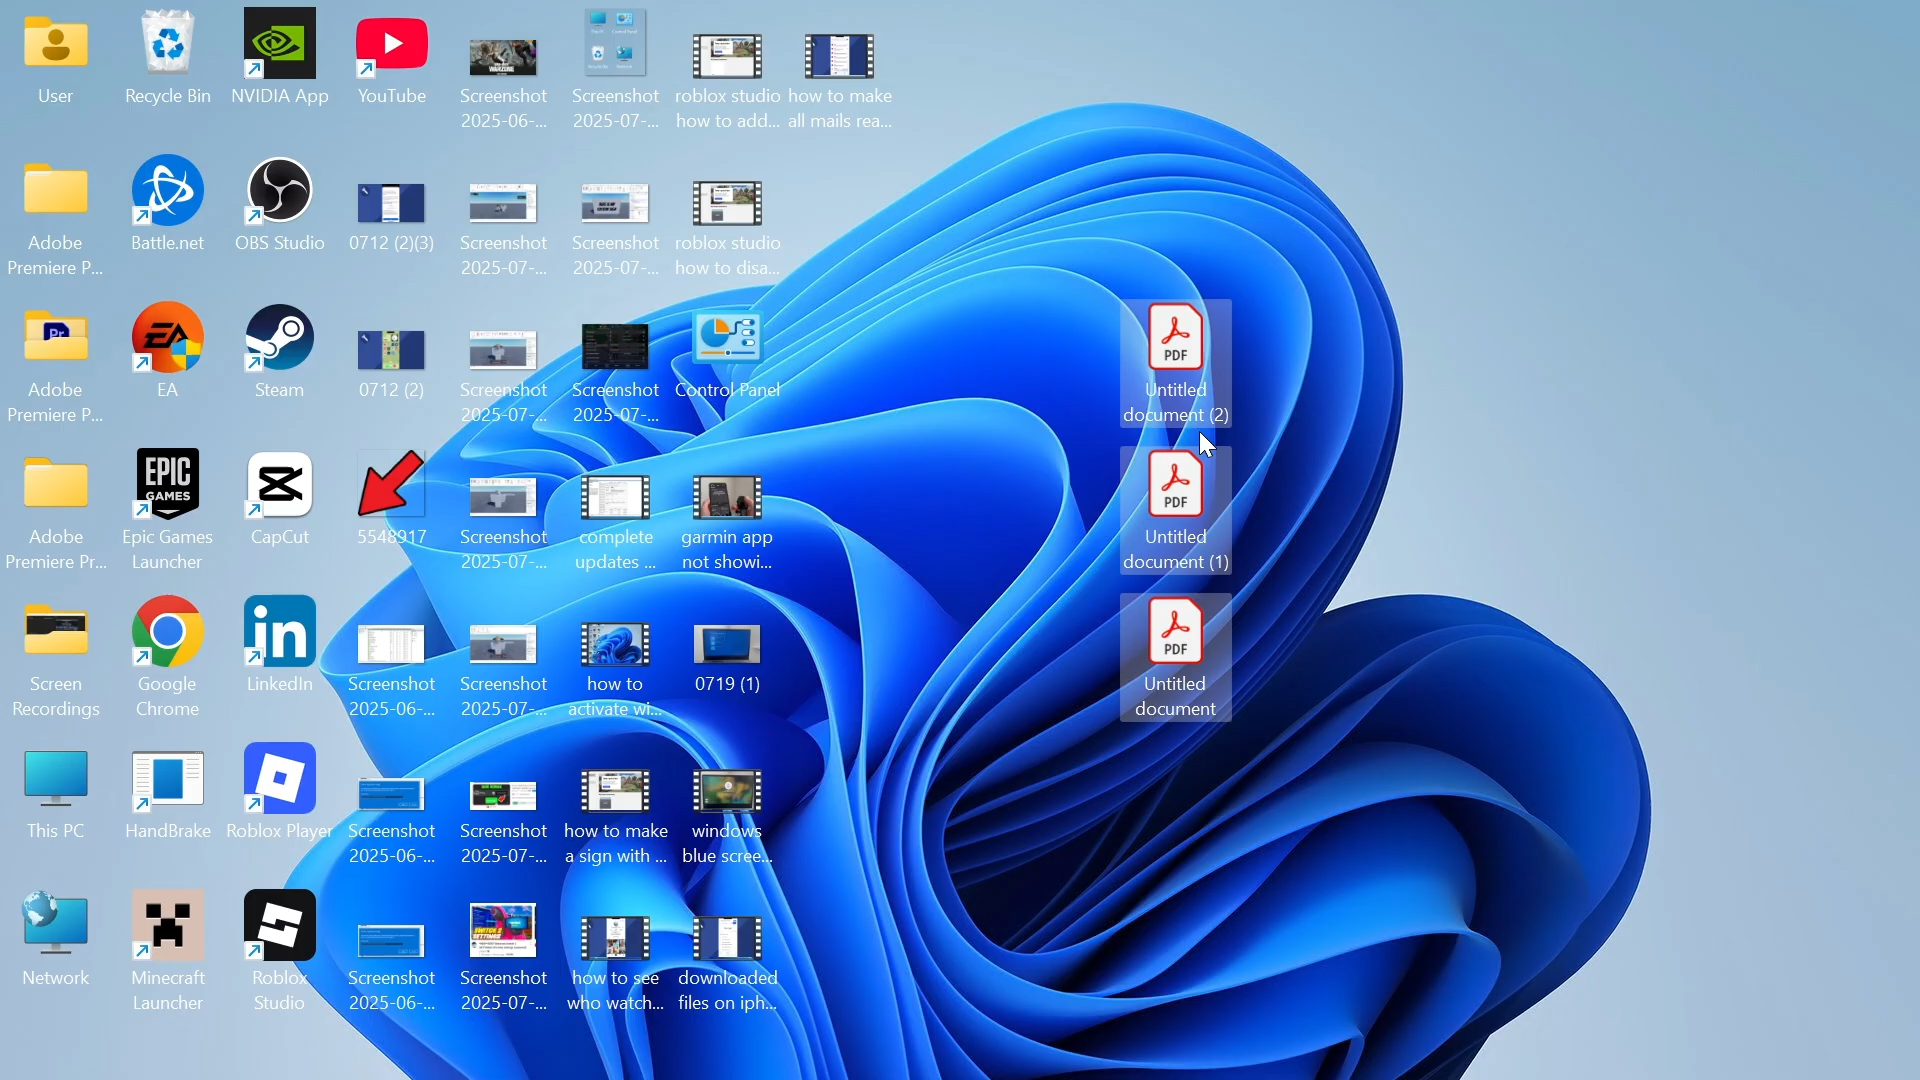 User
Recycle Bin
NVIDIA App
YouTube
Screenshot
2025-06-...
Screenshot
2025-07-...
roblox studio
how to add...
how to make
all mails rea...
Adobe
Premiere P...
Battle.net
OBS Studio
0712 (2)(3)
Screenshot
2025-07-...
Screenshot
2025-07-...
roblox studio
how to disa...
Adobe
Premiere P...
EA
Steam
0712 (2)
Screenshot
2025-07-...
Screenshot
2025-07-...
Control Panel
PDF
Untitled
document (2)
Adobe
Premiere Pr...
EPIC
GAMES
Epic Games
Launcher
CapCut
5548917
Screenshot
2025-07-...
complete
updates ...
garmin app
not showi...
PDF
Untitled
document (1)
Screen
Recordings
Google
Chrome
in
LinkedIn
Screenshot
2025-06-...
Screenshot
2025-07-...
how to
activate wi...
0719 (1)
PDF
Untitled
document
This PC
HandBrake
Roblox Player
Screenshot
2025-06-...
Screenshot
2025-07-...
how to make
a sign with ...
windows
blue scree...
Network
Minecraft
Launcher
Roblox
Studio
Screenshot
2025-06-...
Screenshot
2025-07-...
how to see
who watch...
downloaded
files on iph...